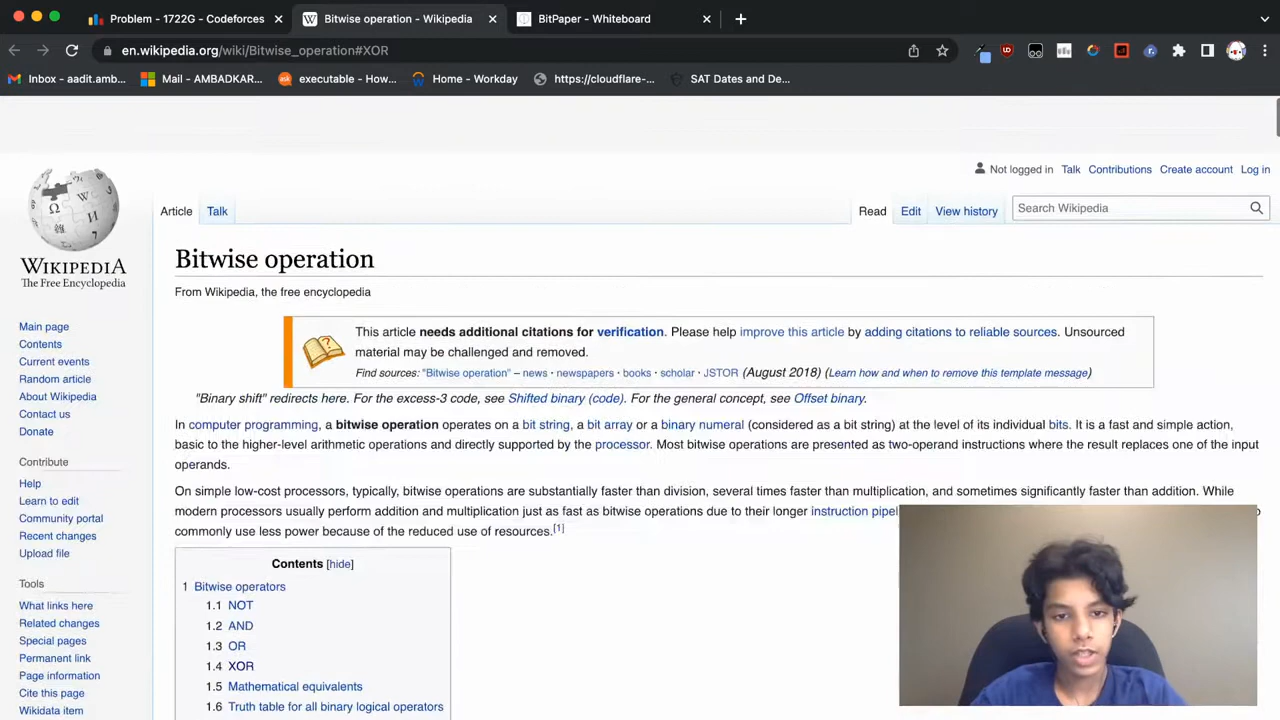 Problem - 1722G - Codeforces
Bitwise operation - Wikipedia
BitPaper - Whiteboard
en.wikipedia.org/wiki/Bitwise_operation#XOR
Inbox - aadit.amb...
Mail - AMBADKAR...
executable - How...
Home - Workday
https://cloudflare-...
SAT Dates and De...
Not logged in Talk Contributions Create account Log in
Article Talk
Read Edit View history
Search Wikipedia
WIKIPEDIA
The Free Encyclopedia
Main page
Contents
Current events
Random article
About Wikipedia
Contact us
Donate
Contribute
Help
Learn to edit
Community portal
Recent changes
Upload file
Tools
What links here
Related changes
Special pages
Permanent link
Page information
Cite this page
Wikidata item
Bitwise operation
From Wikipedia, the free encyclopedia
This article needs additional citations for verification. Please help improve this article by adding citations to reliable sources. Unsourced
material may be challenged and removed.
Find sources: "Bitwise operation" – news · newspapers · books · scholar · JSTOR (August 2018) (Learn how and when to remove this template message)
"Binary shift" redirects here. For the excess-3 code, see Shifted binary (code). For the general concept, see Offset binary.
In computer programming, a bitwise operation operates on a bit string, a bit array or a binary numeral (considered as a bit string) at the level of its individual bits. It is a fast and simple action,
basic to the higher-level arithmetic operations and directly supported by the processor. Most bitwise operations are presented as two-operand instructions where the result replaces one of the input
operands.
On simple low-cost processors, typically, bitwise operations are substantially faster than division, several times faster than multiplication, and sometimes significantly faster than addition. While
modern processors usually perform addition and multiplication just as fast as bitwise operations due to their longer instruction
commonly use less power because of the reduced use of resources.[1]
Contents [hide]
1 Bitwise operators
1.1 NOT
1.2 AND
1.3 OR
1.4 XOR
1.5 Mathematical equivalents
1.6 Truth table for all binary logical operators